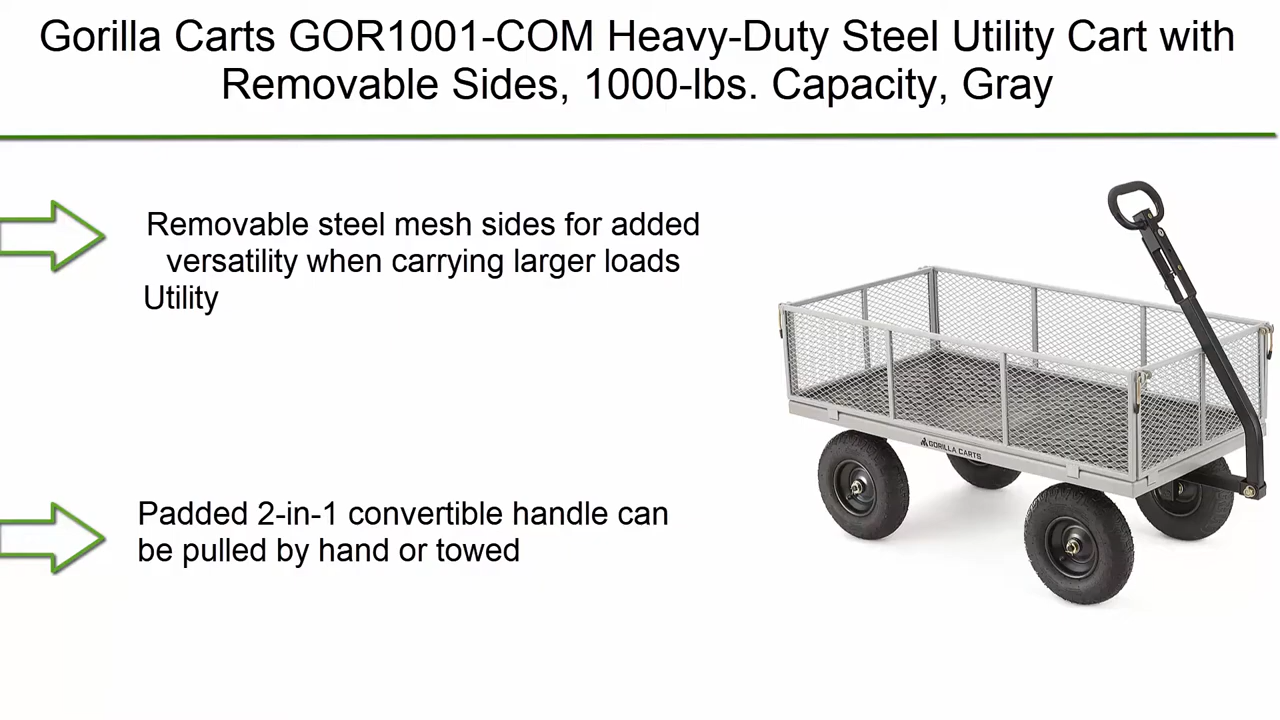 Gorilla Carts GOR1001-COM Heavy-Duty Steel Utility Cart with
Removable Sides, 1000-lbs. Capacity, Gray
Removable steel mesh sides for added
versatility when carrying larger loads
Utility
Padded 2-in-1 convertible handle can
be pulled by hand or towed
GORILLA CARTS